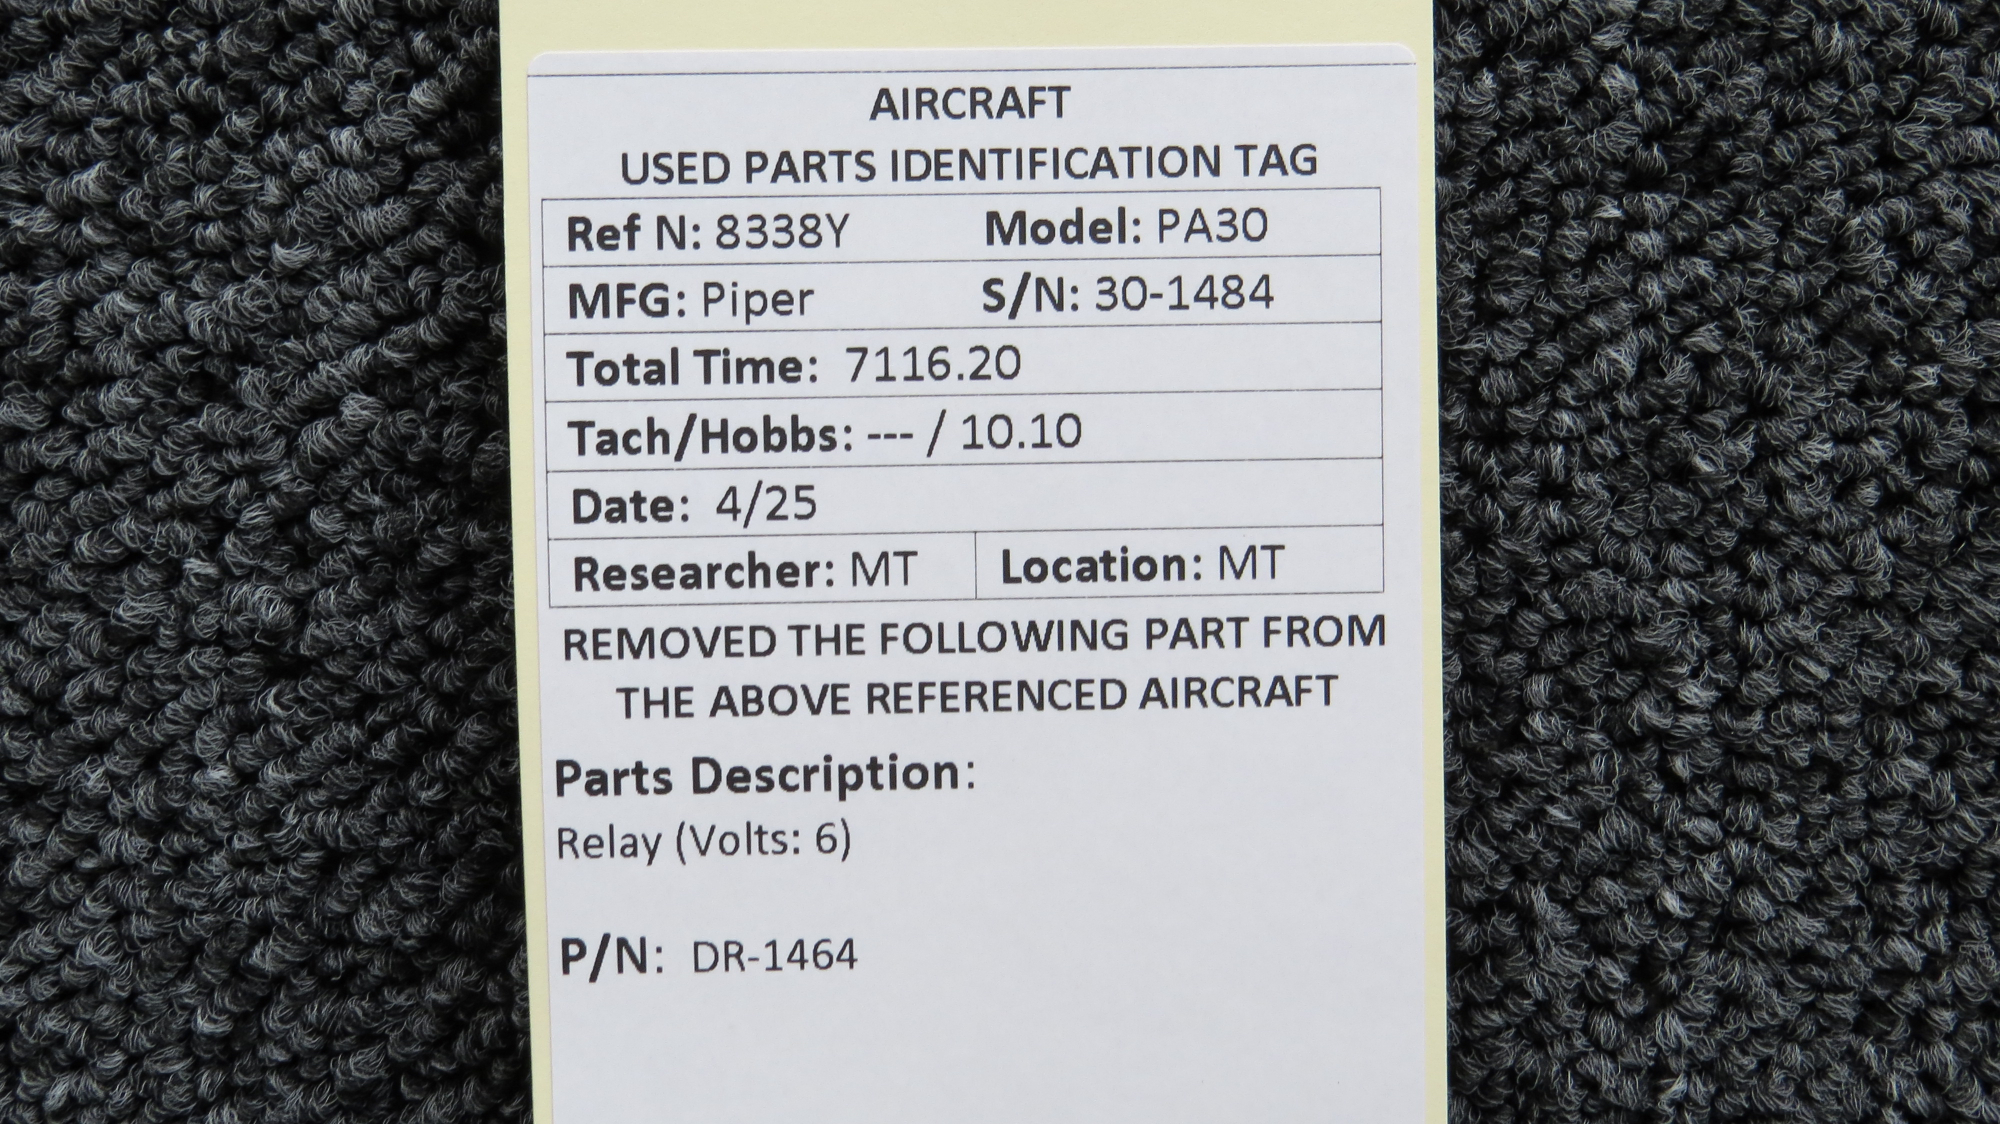 AIRCRAFT
USED PARTS IDENTIFICATION TAG
Ref N: 8338Y Model: PA30
MFG: Piper S/N: 30-1484
Total Time: 7116.20
Tach/Hobbs: --- / 10.10
Date: 4/25
Researcher: MT Location: MT
REMOVED THE FOLLOWING PART FROM
THE ABOVE REFERENCED AIRCRAFT
Parts Description:
Relay (Volts: 6)
P/N: DR-1464